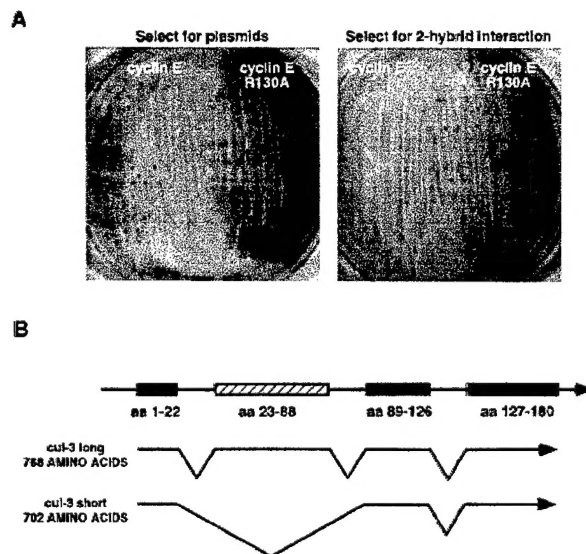 A
Select for plasmids
Select for 2-hybrid interaction
cyclin E
cyclin E
R130A
cyclin E
cyclin E
R130A
B
aa 1-22
aa 23-88
aa 89-126
aa 127-180
cul-3 long
768 AMINO ACIDS
cul-3 short
702 AMINO ACIDS